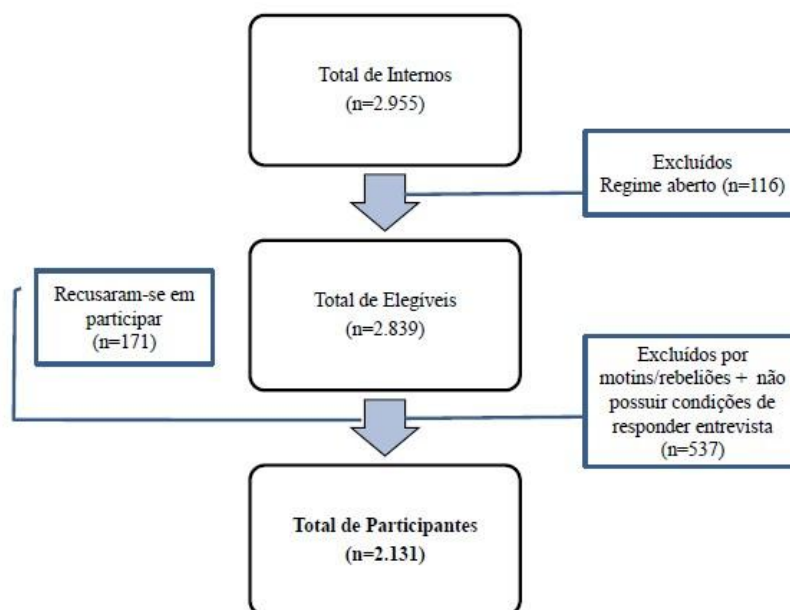 Total de Internos
(n=2.955)
Excluídos
Regime aberto (n=116)
Total de Elegíveis
(n=2.839)
Recusaram-se em
participar
(n=171)
Excluídos por
motins/rebeliões + não
possuir condições de
responder entrevista
(n=537)
Total de Participantes
(n=2.131)